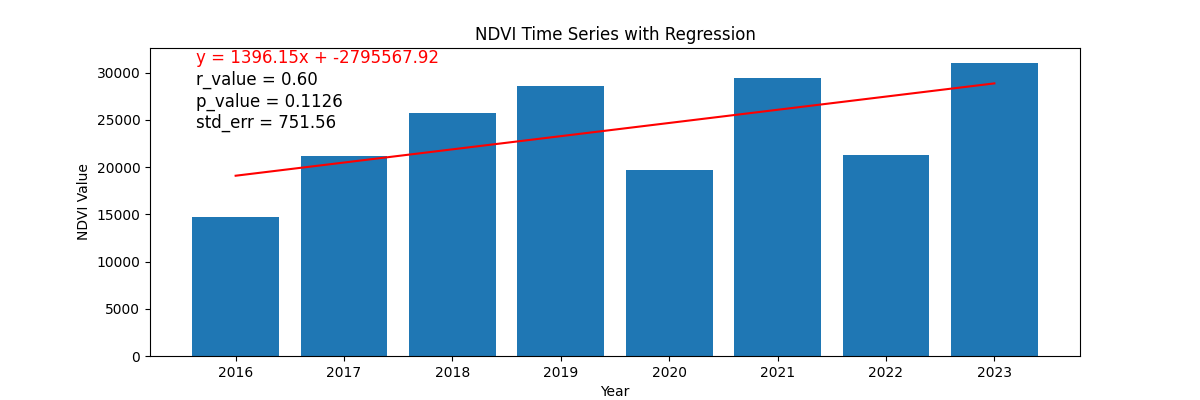 NDVI Time Series with Regression
y = 1396.15x + -2795567.92
r_value = 0.60
p_value = 0.1126
std_err = 751.56
NDVI Value
30000
25000
20000
15000
10000
5000
0
2016 2017 2018 2019 2020 2021 2022 2023
Year